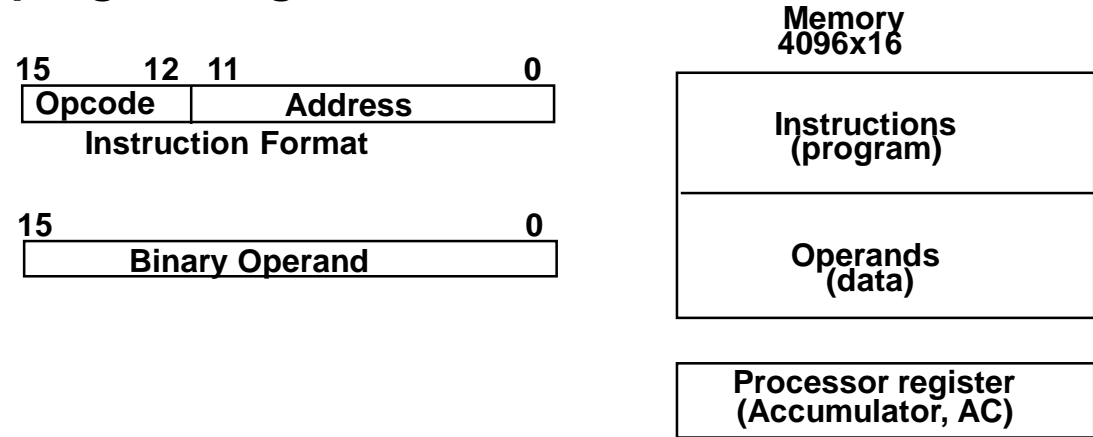 15 12 11 0
Opcode Address
Instruction Format
15 0
Binary Operand
Memory
4096x16
Instructions
(program)
Operands
(data)
Processor register
(Accumulator, AC)